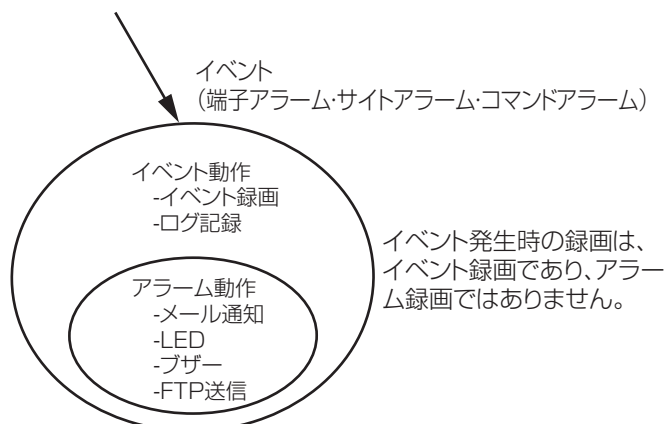 イベント
（端子アラーム・サイトアラーム・コマンドアラーム）
イベント動作
-イベント録画
-ログ記録
イベント発生時の録画は、
イベント録画であり、アラー
ム録画ではありません。
アラーム動作
-メール通知
-LED
-ブザー
-FTP送信